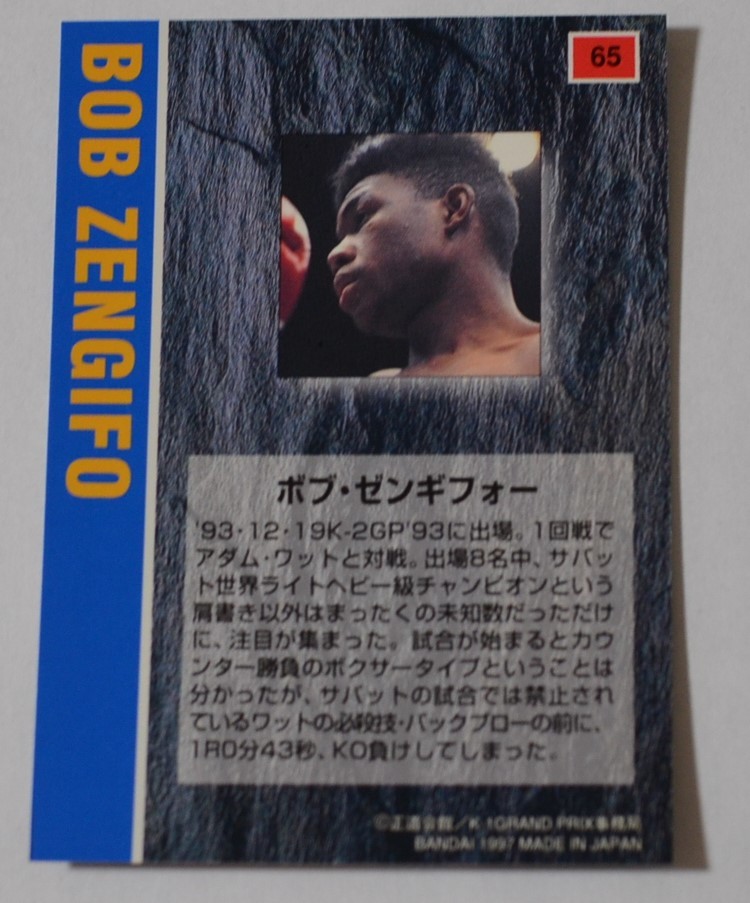 BOB ZENGIFO
65
ボブ・ゼンギフォー
'93・12・19K-2GP'93に出場。1回戦で
アダム・ワットと対戦。出場8名中、サバッ
ト世界ライトヘビー級チャンピオンという
肩書き以外はまったくの未知数だっただけ
に、注目が集まった。試合が始まるとカウ
ンター勝負のボクサータイプということは
分かったが、サバットの試合では禁止され
ているワットの必殺技・バックブローの前に、
1R0分43秒、KO負けしてしまった。
©正道会館／K-1GRAND PRIX事務局
BANDAI 1997 MADE IN JAPAN